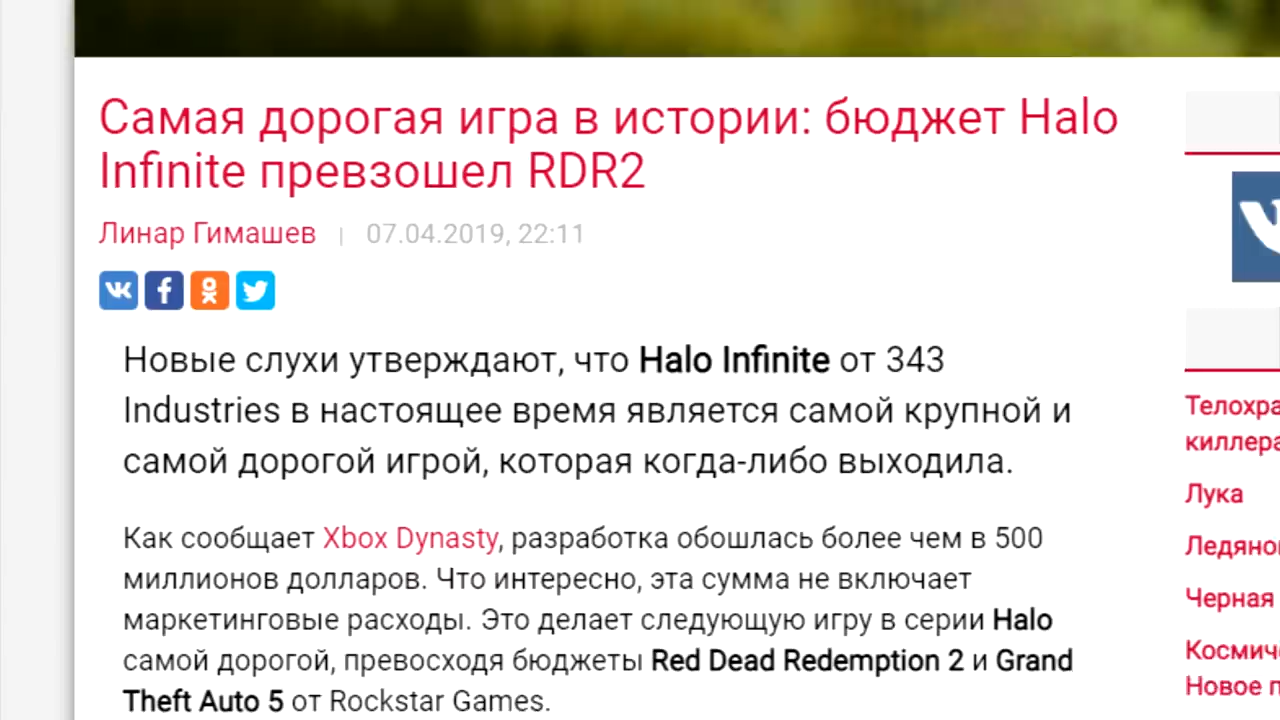 Самая дорогая игра в истории: бюджет Halo
Infinite превзошел RDR2
Линар Гимашев | 07.04.2019, 22:11
Новые слухи утверждают, что Halo Infinite от 343
Industries в настоящее время является самой крупной и
самой дорогой игрой, которая когда-либо выходила.
Как сообщает Xbox Dynasty, разработка обошлась более чем в 500
миллионов долларов. Что интересно, эта сумма не включает
маркетинговые расходы. Это делает следующую игру в серии Halo
самой дорогой, превосходя бюджеты Red Dead Redemption 2 и Grand
Theft Auto 5 от Rockstar Games.
Лука
Черная
Новое